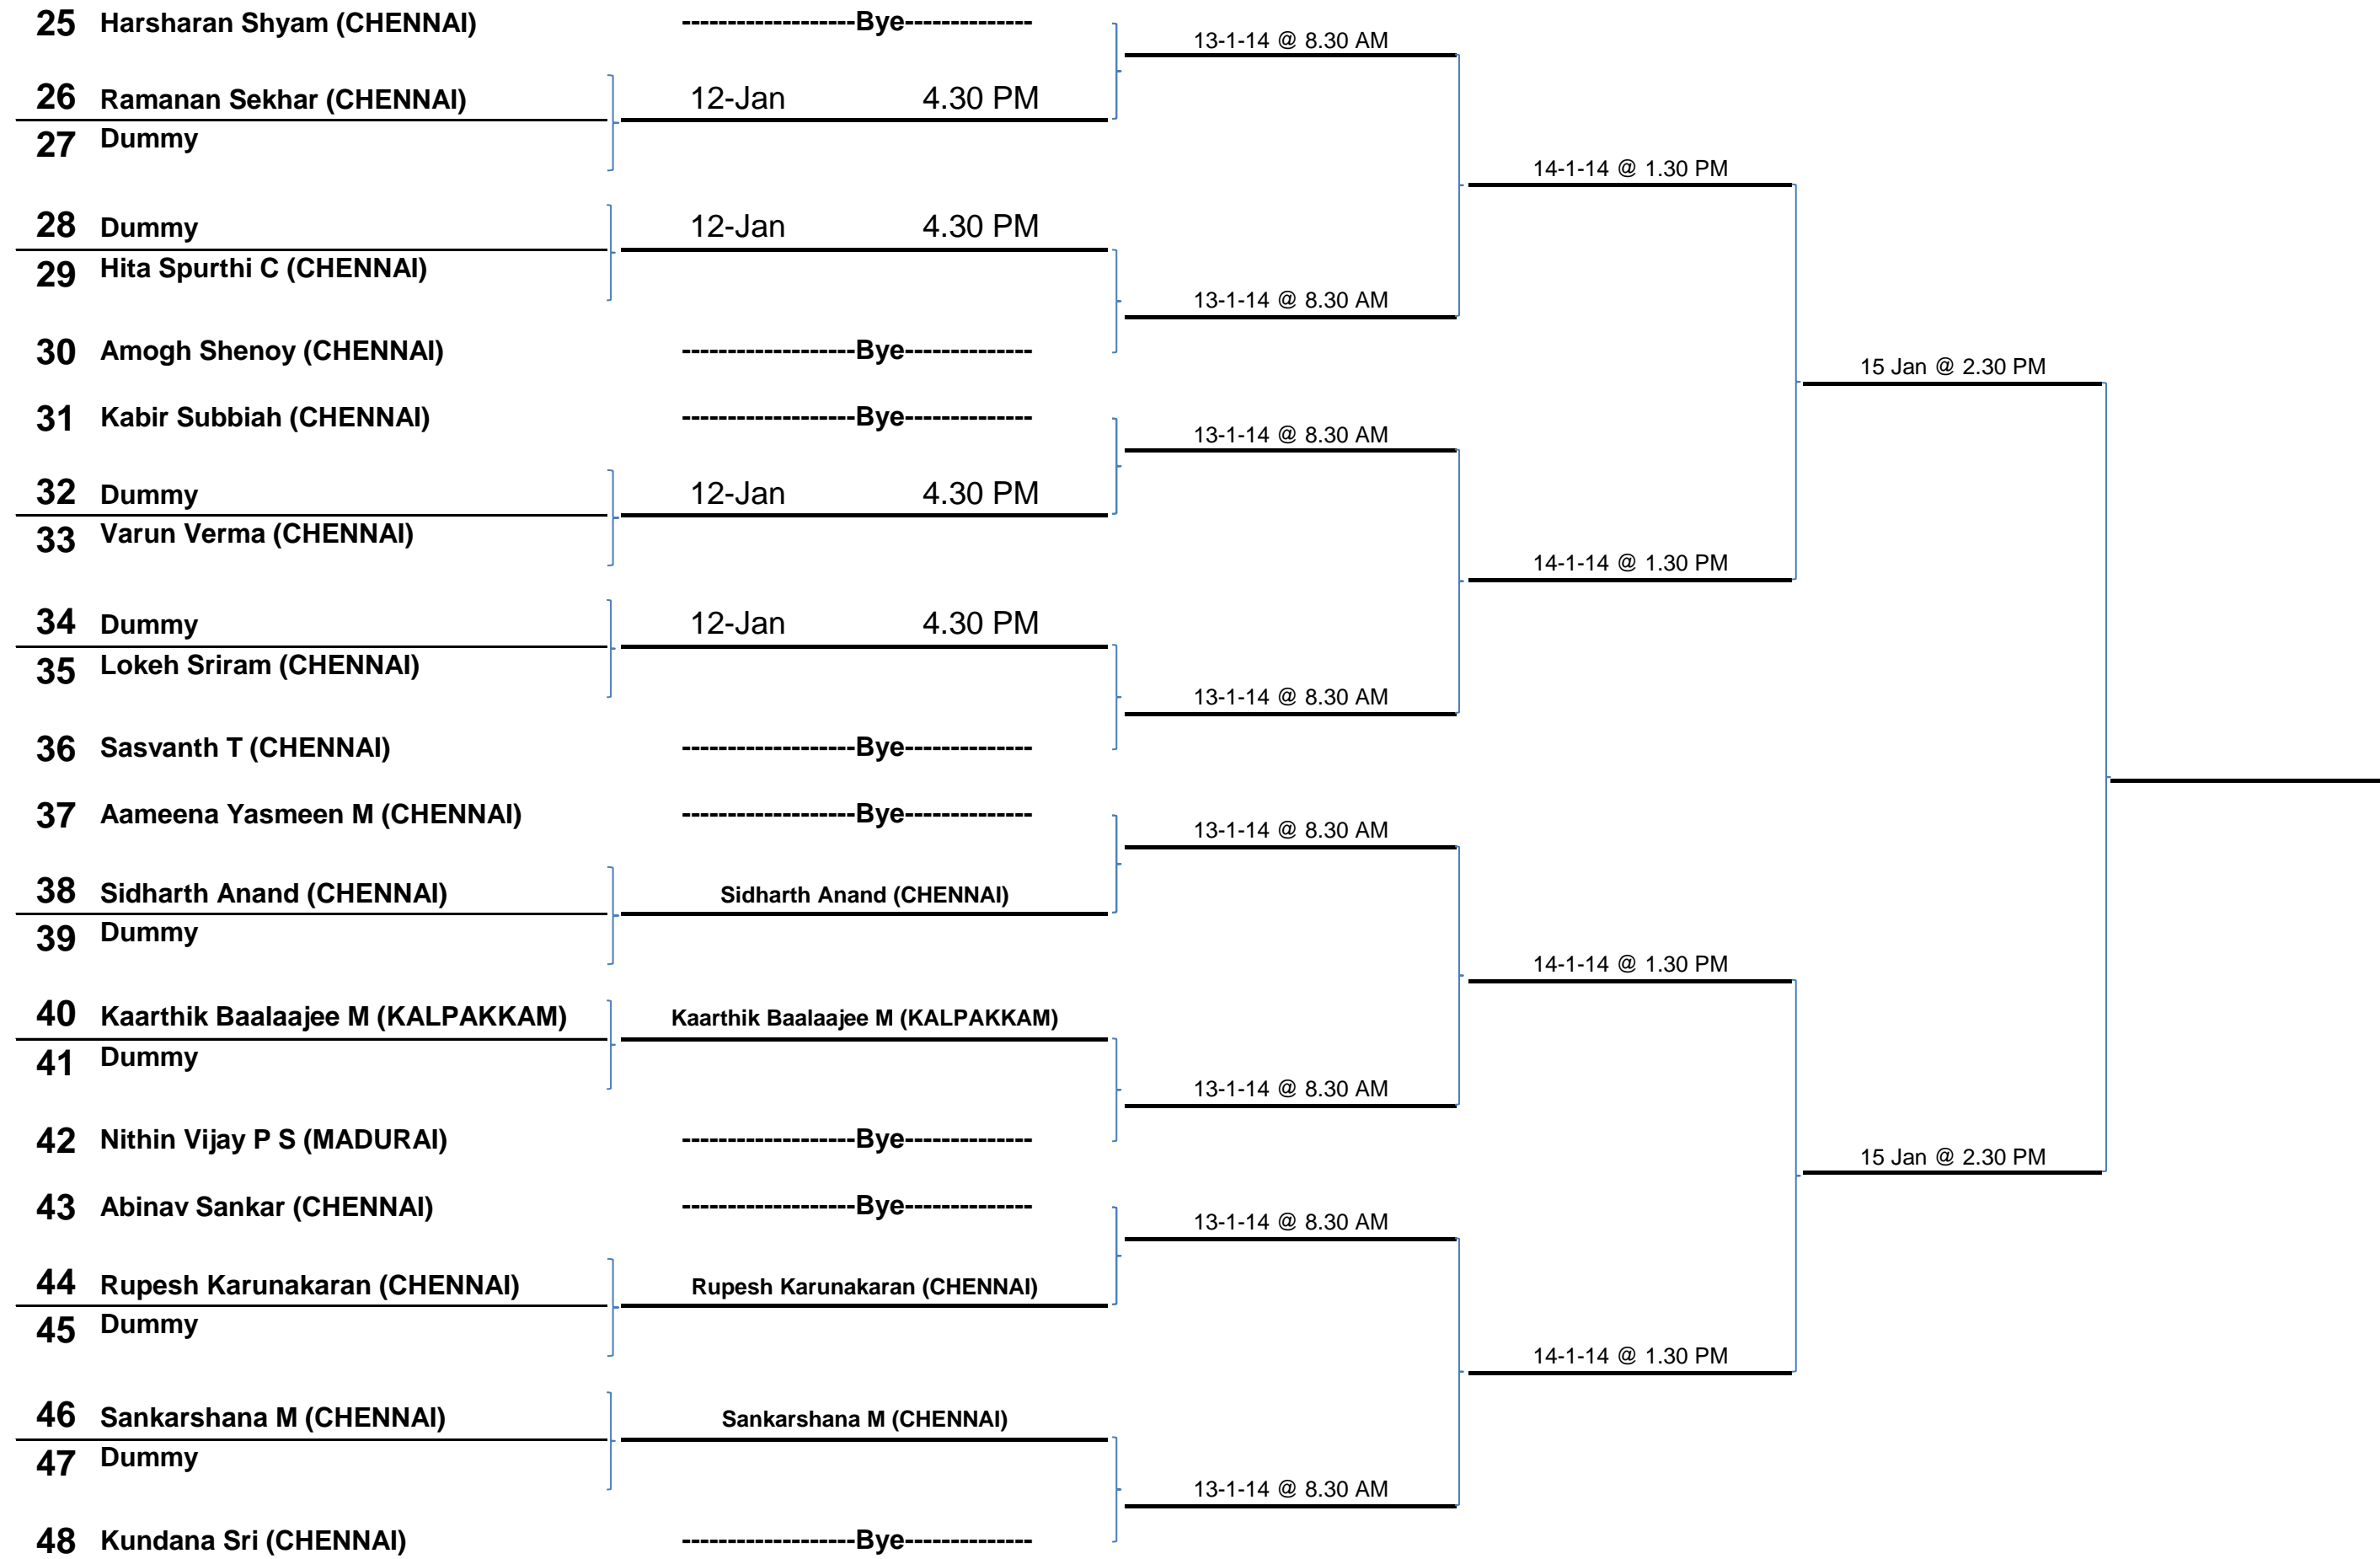 25 Harsharan Shyam (CHENNAI) -------------------Bye--------------
13-1-14 @ 8.30 AM
26 Ramanan Sekhar (CHENNAI) 12-Jan 4.30 PM
27 Dummy
14-1-14 @ 1.30 PM
28 Dummy 12-Jan 4.30 PM
29 Hita Spurthi C (CHENNAI)
13-1-14 @ 8.30 AM
30 Amogh Shenoy (CHENNAI) -------------------Bye--------------
15 Jan @ 2.30 PM
31 Kabir Subbiah (CHENNAI) -------------------Bye--------------
13-1-14 @ 8.30 AM
32 Dummy 12-Jan 4.30 PM
33 Varun Verma (CHENNAI)
14-1-14 @ 1.30 PM
34 Dummy 12-Jan 4.30 PM
35 Lokeh Sriram (CHENNAI)
13-1-14 @ 8.30 AM
36 Sasvanth T (CHENNAI) -------------------Bye--------------
37 Aameena Yasmeen M (CHENNAI) -------------------Bye--------------
13-1-14 @ 8.30 AM
38 Sidharth Anand (CHENNAI) Sidharth Anand (CHENNAI)
39 Dummy
14-1-14 @ 1.30 PM
40 Kaarthik Baalaajee M (KALPAKKAM) Kaarthik Baalaajee M (KALPAKKAM)
41 Dummy
13-1-14 @ 8.30 AM
42 Nithin Vijay P S (MADURAI) -------------------Bye--------------
15 Jan @ 2.30 PM
43 Abinav Sankar (CHENNAI) -------------------Bye--------------
13-1-14 @ 8.30 AM
44 Rupesh Karunakaran (CHENNAI) Rupesh Karunakaran (CHENNAI)
45 Dummy
14-1-14 @ 1.30 PM
46 Sankarshana M (CHENNAI) Sankarshana M (CHENNAI)
47 Dummy
13-1-14 @ 8.30 AM
48 Kundana Sri (CHENNAI) -------------------Bye--------------